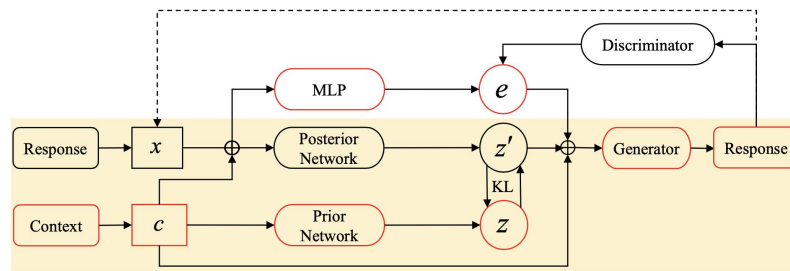 Discriminator
MLP
e
Response
x
Posterior
Network
z′
Generator
Response
KL
Context
c
Prior
Network
z